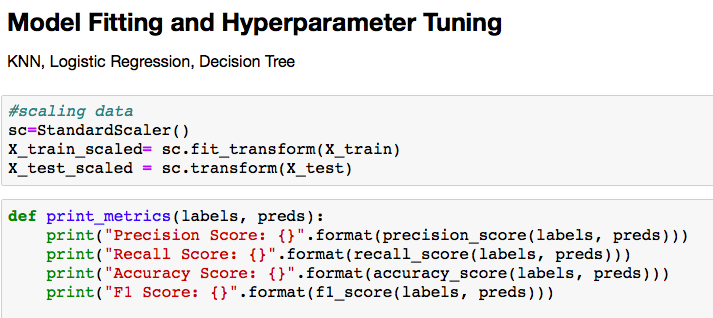 Model Fitting and Hyperparameter Tuning
KNN, Logistic Regression, Decision Tree
#scaling data
sc=StandardScaler()
X_train_scaled= sc.fit_transform(X_train)
X_test_scaled = sc.transform(X_test)
def print_metrics(labels, preds):
    print("Precision Score: {}".format(precision_score(labels, preds)))
    print("Recall Score: {}".format(recall_score(labels, preds)))
    print("Accuracy Score: {}".format(accuracy_score(labels, preds)))
    print("F1 Score: {}".format(f1_score(labels, preds)))